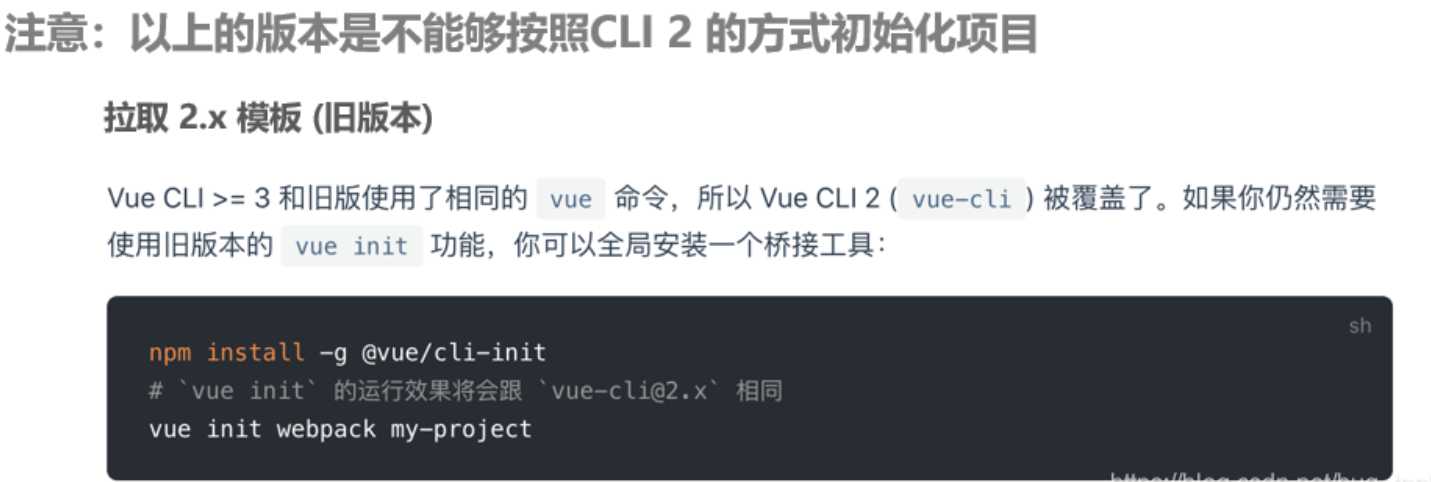 注意：以上的版本是不能够按照CLI 2 的方式初始化项目
拉取 2.x 模板 (旧版本)
Vue CLI >= 3 和旧版使用了相同的 vue 命令，所以 Vue CLI 2 ( vue-cli ) 被覆盖了。如果你仍然需要
使用旧版本的 vue init 功能，你可以全局安装一个桥接工具：
sh
npm install -g @vue/cli-init
# `vue init` 的运行效果将会跟 `vue-cli@2.x` 相同
vue init webpack my-project